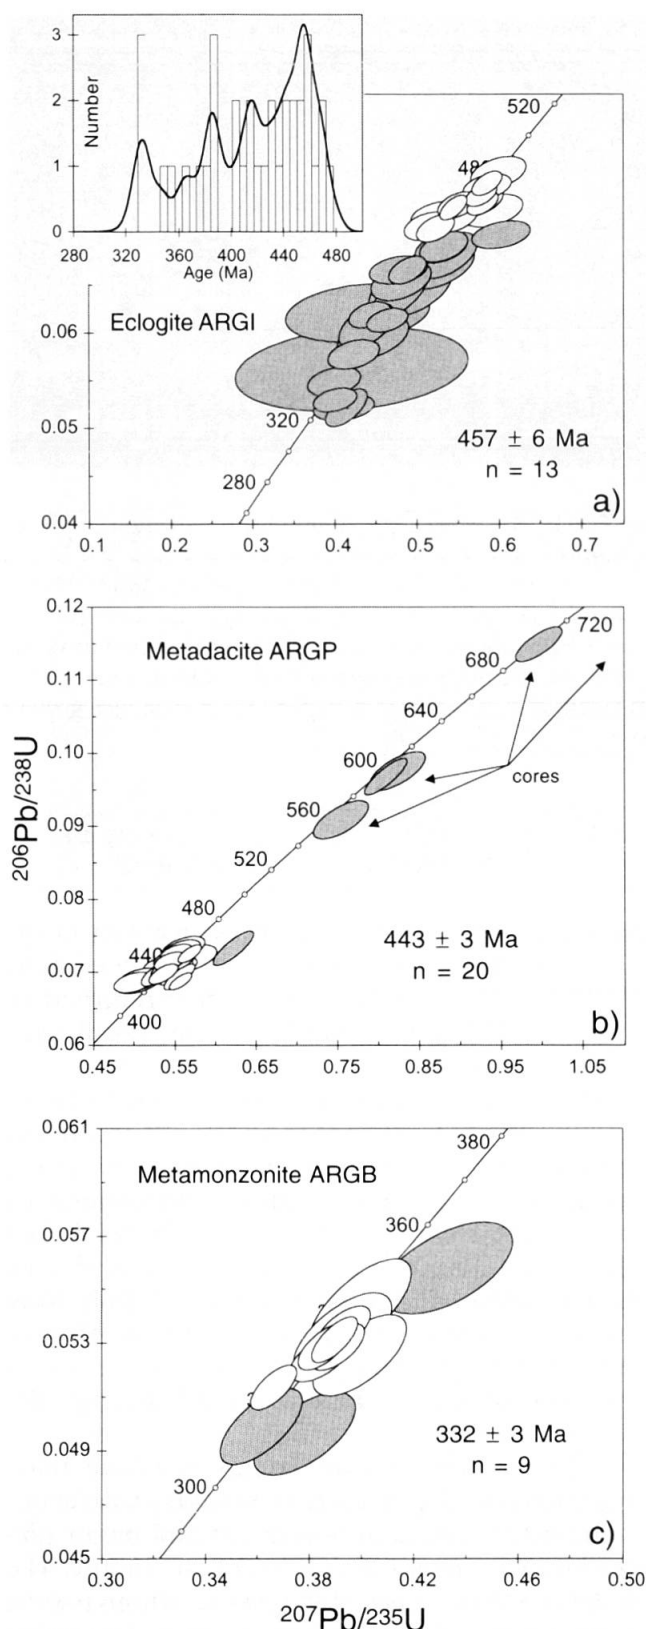 3
2
1
0
Number
280 320 360 400 440 480
Age (Ma)
520
Eclogite ARGI
0.06
0.05
0.04
320
280
457 ± 6 Ma
n = 13
a)
0.1 0.2 0.3 0.4 0.5 0.6 0.7
0.12
0.11
0.10
0.09
0.08
0.07
0.06
Metadacite ARGP
720
680
640
600
560
520
480
440
400
cores
443 ± 3 Ma
n = 20
b)
0.45 0.55 0.65 0.75 0.85 0.95 1.05
206Pb/238U
0.061
0.057
0.053
0.049
0.045
Metamonzonite ARGB
380
360
300
332 ± 3 Ma
n = 9
c)
0.30 0.34 0.38 0.42 0.46 0.50
207Pb/235U